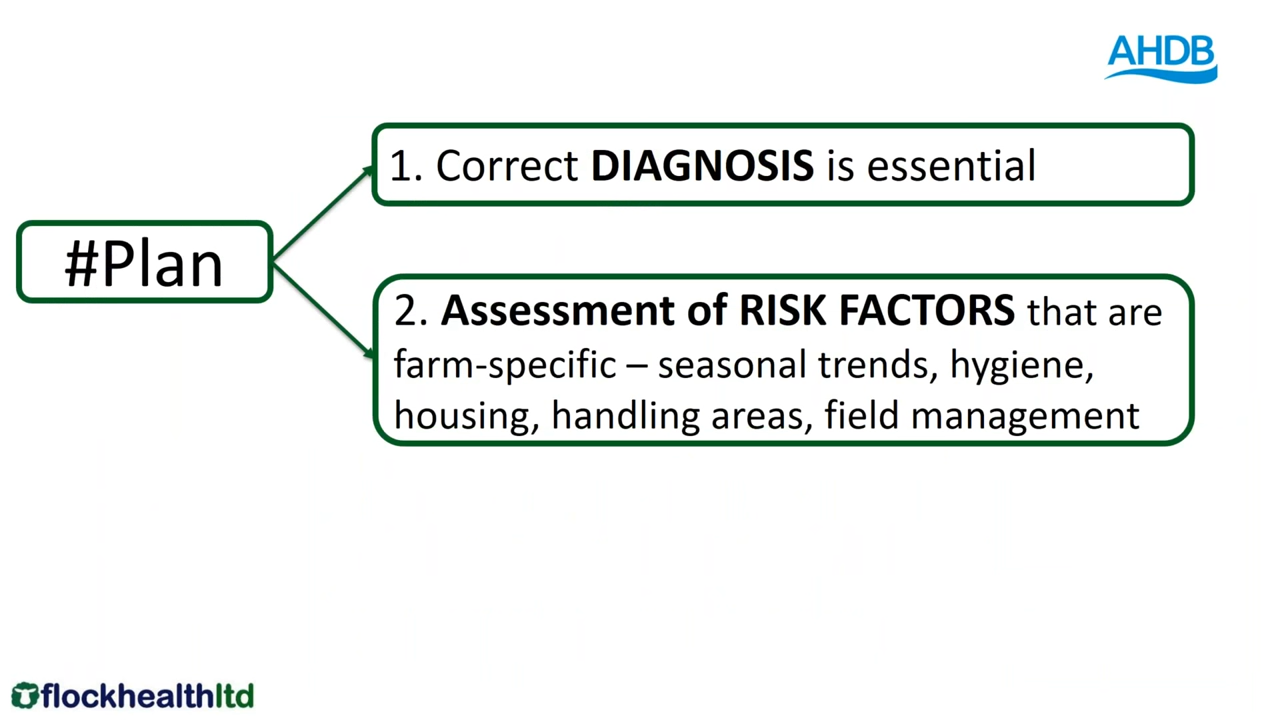 AHDB
1. Correct DIAGNOSIS is essential
#Plan
2. Assessment of RISK FACTORS that are
farm-specific – seasonal trends, hygiene,
housing, handling areas, field management
flockhealthltd